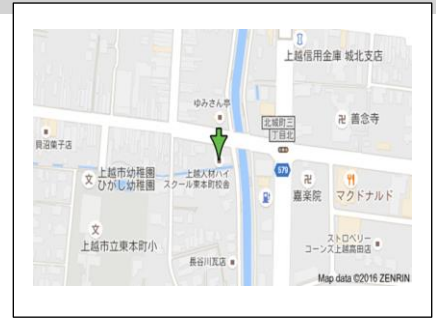 上越信用金庫 城北支店
ゆみさん亭
北城町三
丁目北
善念寺
貝沼菓子店
上越市幼稚園
ひがし幼稚園
上越人材ハイ
スクール東本町校舎
579
嘉楽院
マクドナルド
上越市立東本町小
ストロベリー
コーンズ上越高田店
長谷川瓦店
Map data ©2016 ZENRIN